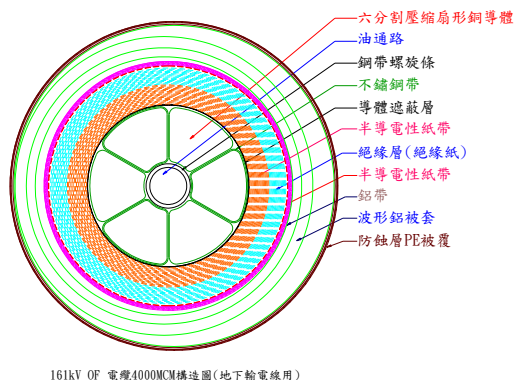 六分割壓縮扇形銅導體
油通路
鋼帶螺旋條
不鏽鋼帶
導體遮蔽層
半導電性紙帶
絕緣層(絕緣紙)
半導電性紙帶
鋁帶
波形鋁被套
防蝕層PE被覆
161kV OF 電纜4000MCM構造圖(地下輸電線用)